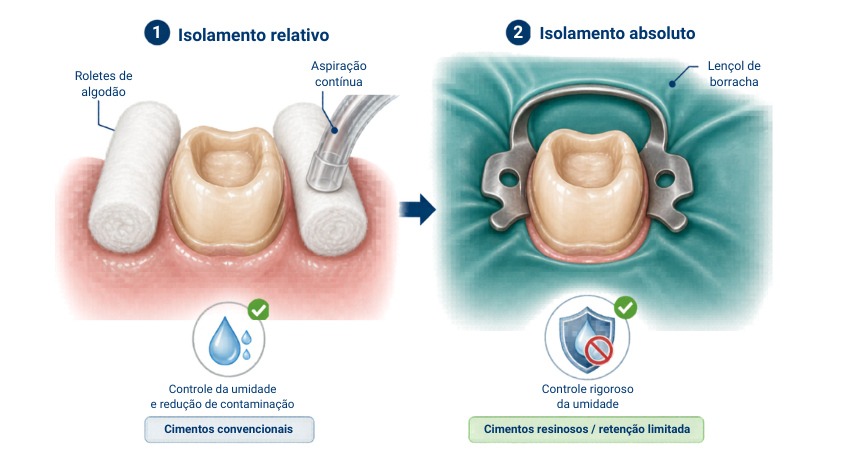 1 Isolamento relativo
Roletes de
algodão
Aspiração
contínua
Controle da umidade
e redução de contaminação
Cimentos convencionais
2 Isolamento absoluto
Lençol de
borracha
Controle rigoroso
da umidade
Cimentos resinosos / retenção limitada